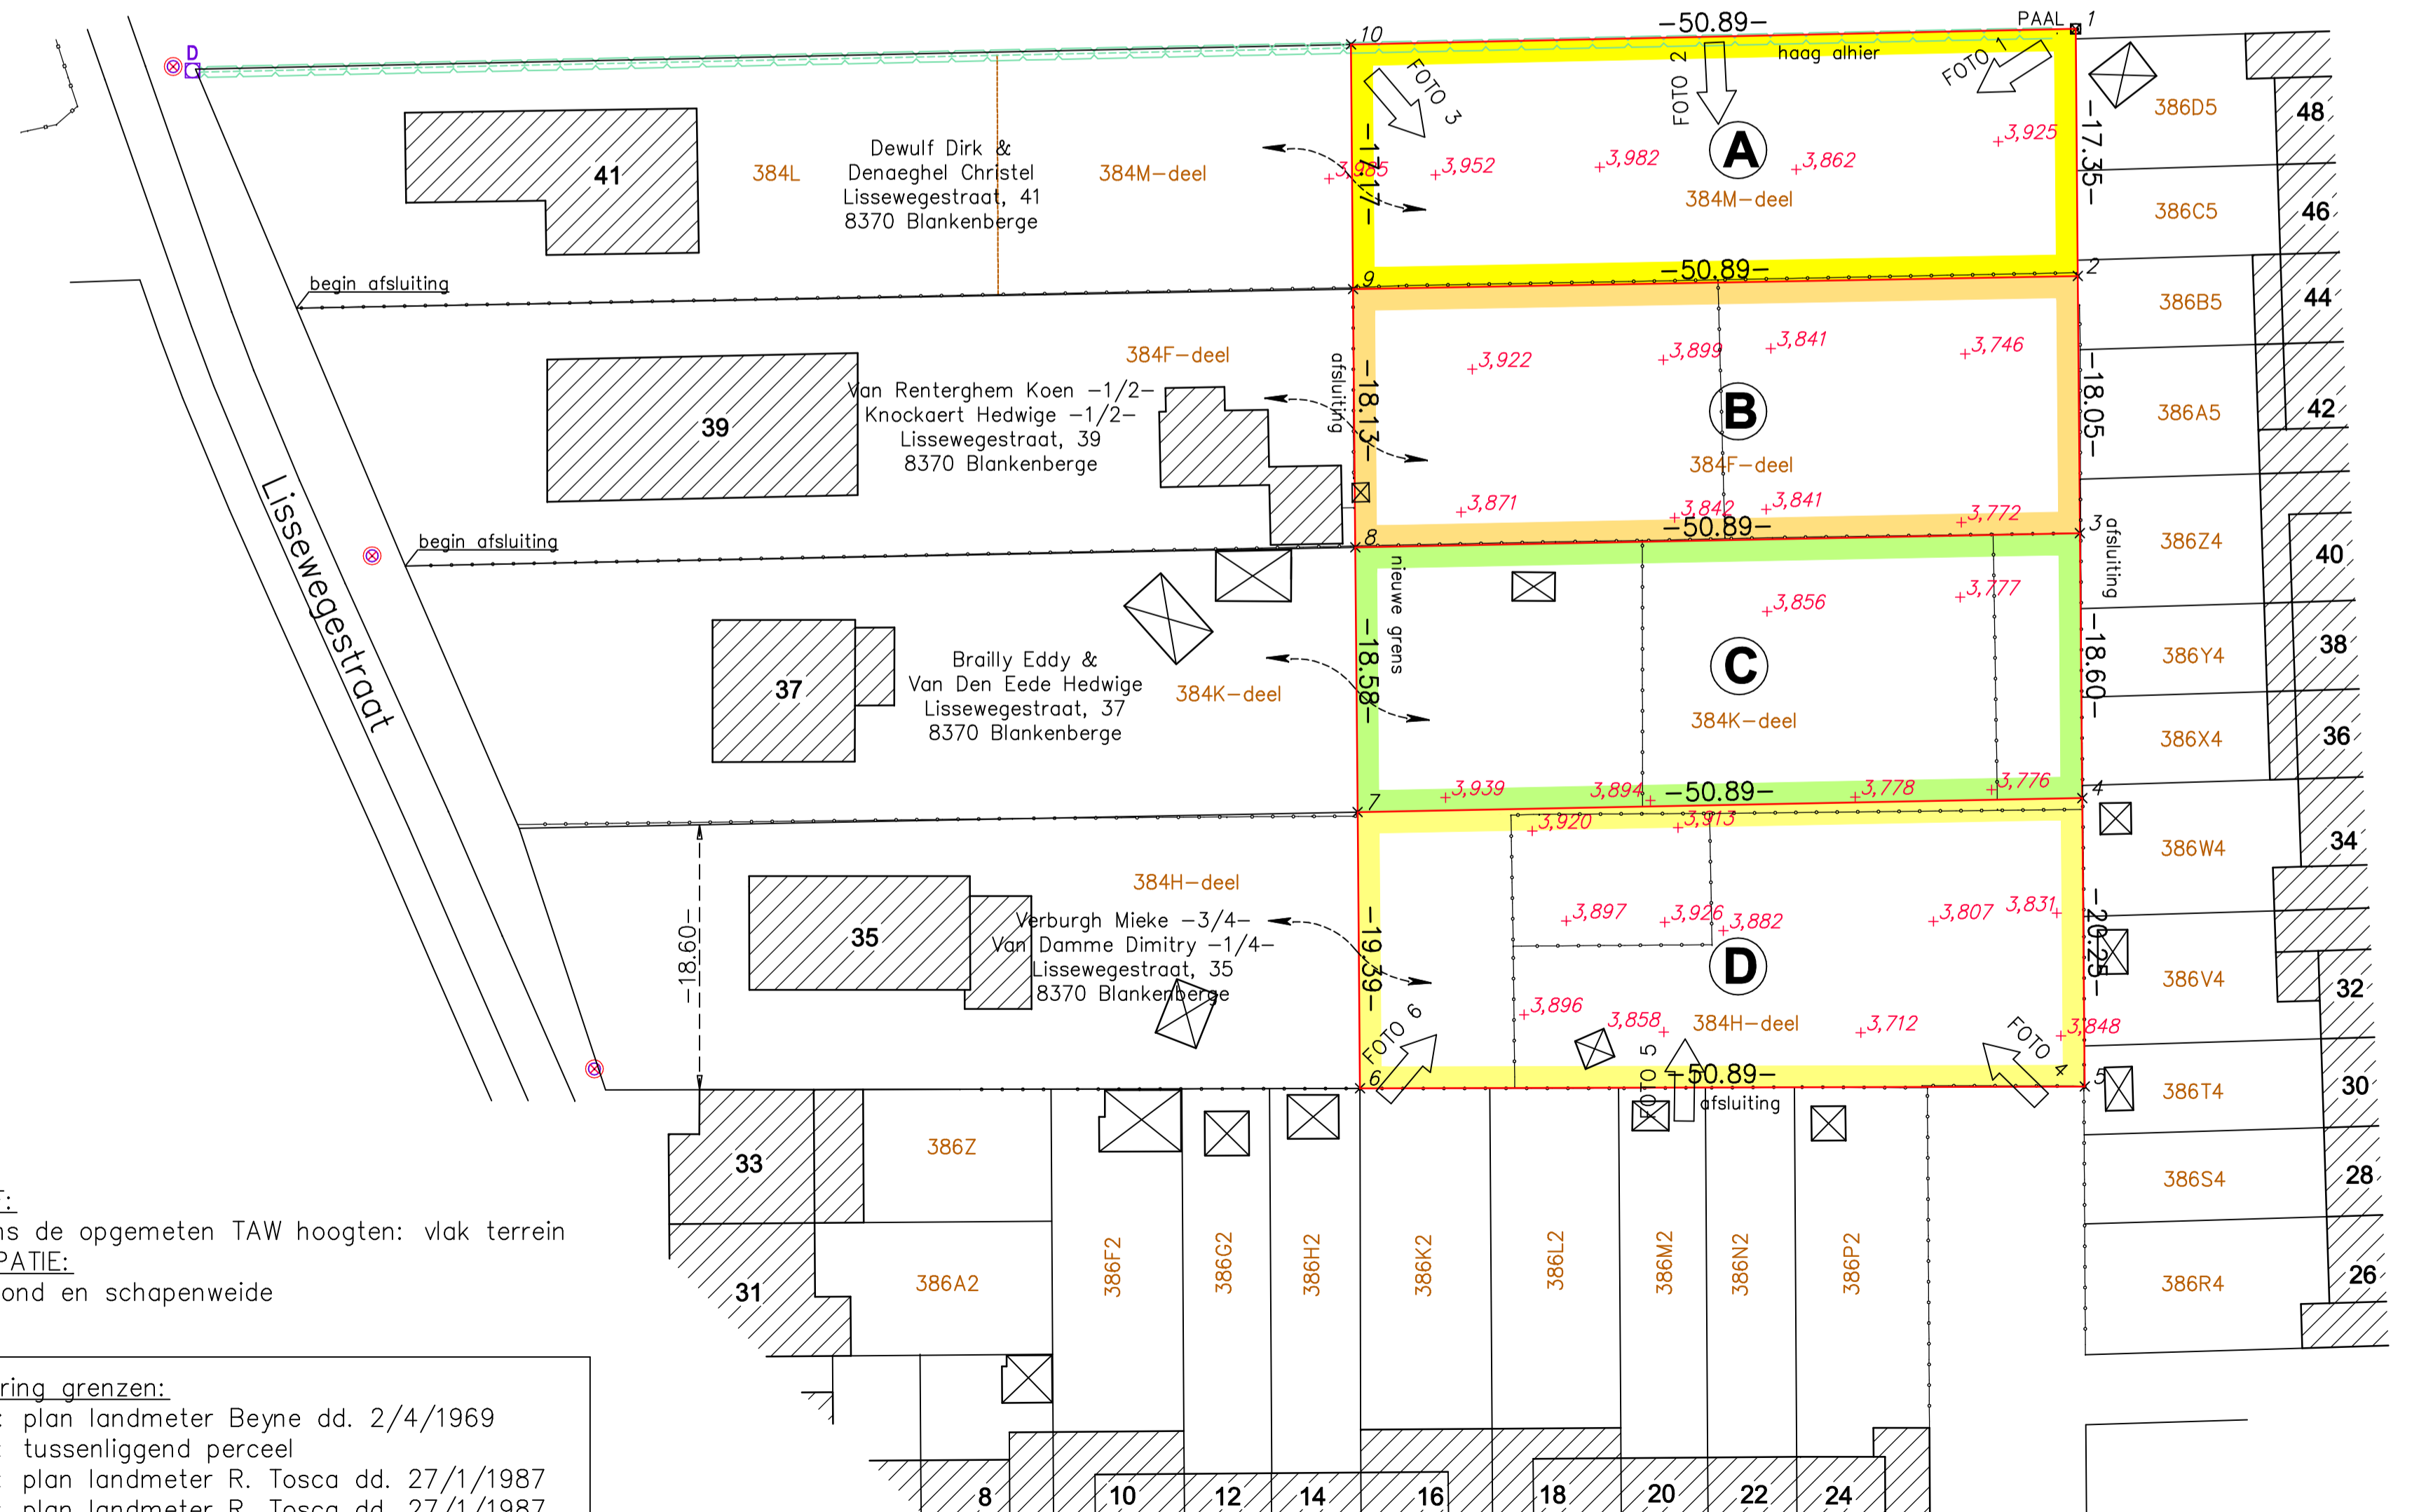 -50.89-
PAAL
1
10
D
haag alhier
FOTO 1
FOTO 2
FOTO 3
A
384M-deel
3,985
3,952
3,982
3,862
3,925
-17.17-
-17.35-
386D5
48
386C5
46
41
384L
Dewulf Dirk &
Denaeghel Christel
Lissewegestraat, 41
8370 Blankenberge
384M-deel
begin afsluiting
9
-50.89-
2
386B5
44
384F-deel
39
Van Renterghem Koen -1/2-
Knockaert Hedwige -1/2-
Lissewegestraat, 39
8370 Blankenberge
afsluiting
-18.13-
3,922
3,899
3,841
3,746
B
384F-deel
3,871
3,842
3,841
3,772
-18.05-
386A5
42
Lissewegestraat
begin afsluiting
8
-50.89-
3
afsluiting
386Z4
40
nieuwe grens
3,856
3,777
-18.58-
C
384K-deel
-18.60-
386Y4
38
37
Brailly Eddy &
Van Den Eede Hedwige
Lissewegestraat, 37
8370 Blankenberge
384K-deel
386X4
36
3,939
3,894
-50.89-
3,778
3,776
7
4
3,920
3,913
386W4
34
-18.60-
35
384H-deel
Verburgh Mieke -3/4-
Van Damme Dimitry -1/4-
Lissewegestraat, 35
8370 Blankenberge
-19.39-
3,897
3,926
3,882
3,807
3,831
D
384H-deel
-20.25-
386V4
32
3,896
3,858
3,712
3,848
FOTO 6
FOTO 5
FOTO 4
6
-50.89-
5
afsluiting
386T4
30
33
386Z
386S4
28
31
386A2
386F2
386G2
386H2
386K2
386L2
386M2
386N2
386P2
386R4
26
ns de opgemeten TAW hoogten: vlak terrein
PATIE:
ond en schapenweide
ring grenzen:
: plan landmeter Beyne dd. 2/4/1969
: tussenliggend perceel
: plan landmeter R. Tosca dd. 27/1/1987
: plan landmeter R. Tosca dd. 27/1/1987
8
10
12
14
16
18
20
22
24